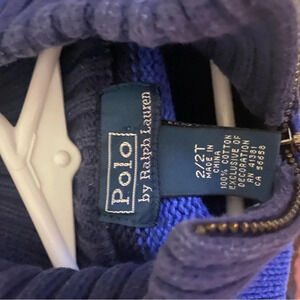 Polo
by Ralph Lauren
2/2T
MADE IN
CHINA
100% COTTON
EXCLUSIVE OF
DECORATION
RN 41381
CA 56658